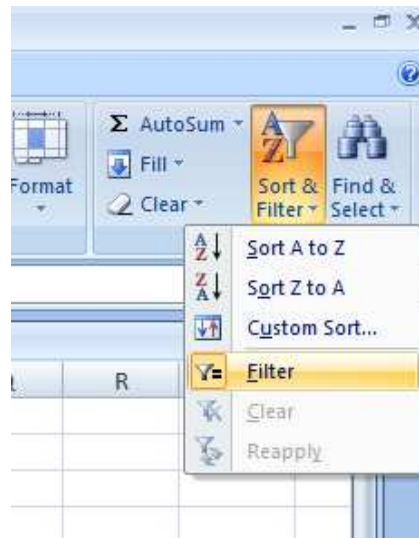 Σ AutoSum
Fill
Clear
Format
Sort &
Filter
Find &
Select
Sort A to Z
Sort Z to A
Custom Sort...
Filter
Clear
Reapply
R